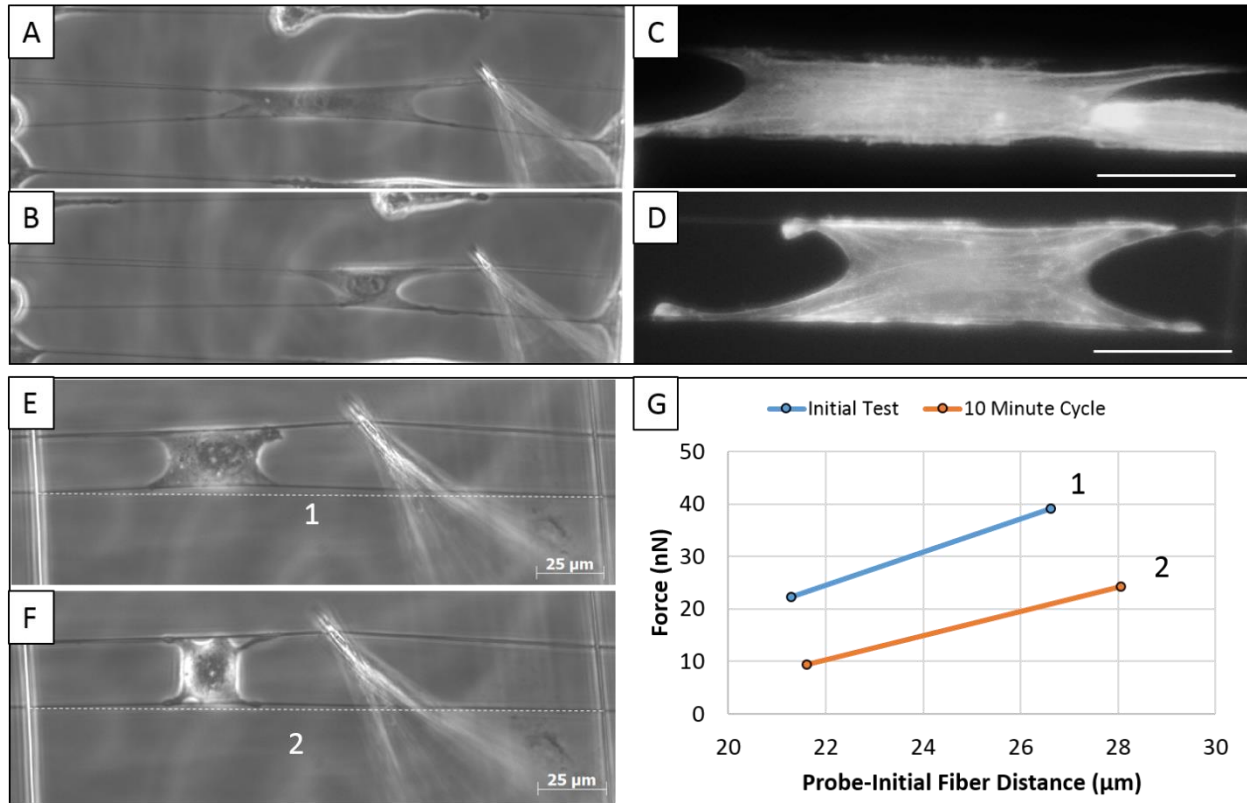 A
B
C
D
E
1
25 µm
F
2
25 µm
G
Initial Test 10 Minute Cycle
50
40
30
20
10
0
Force (nN)
1
2
20 22 24 26 28 30
Probe-Initial Fiber Distance (µm)